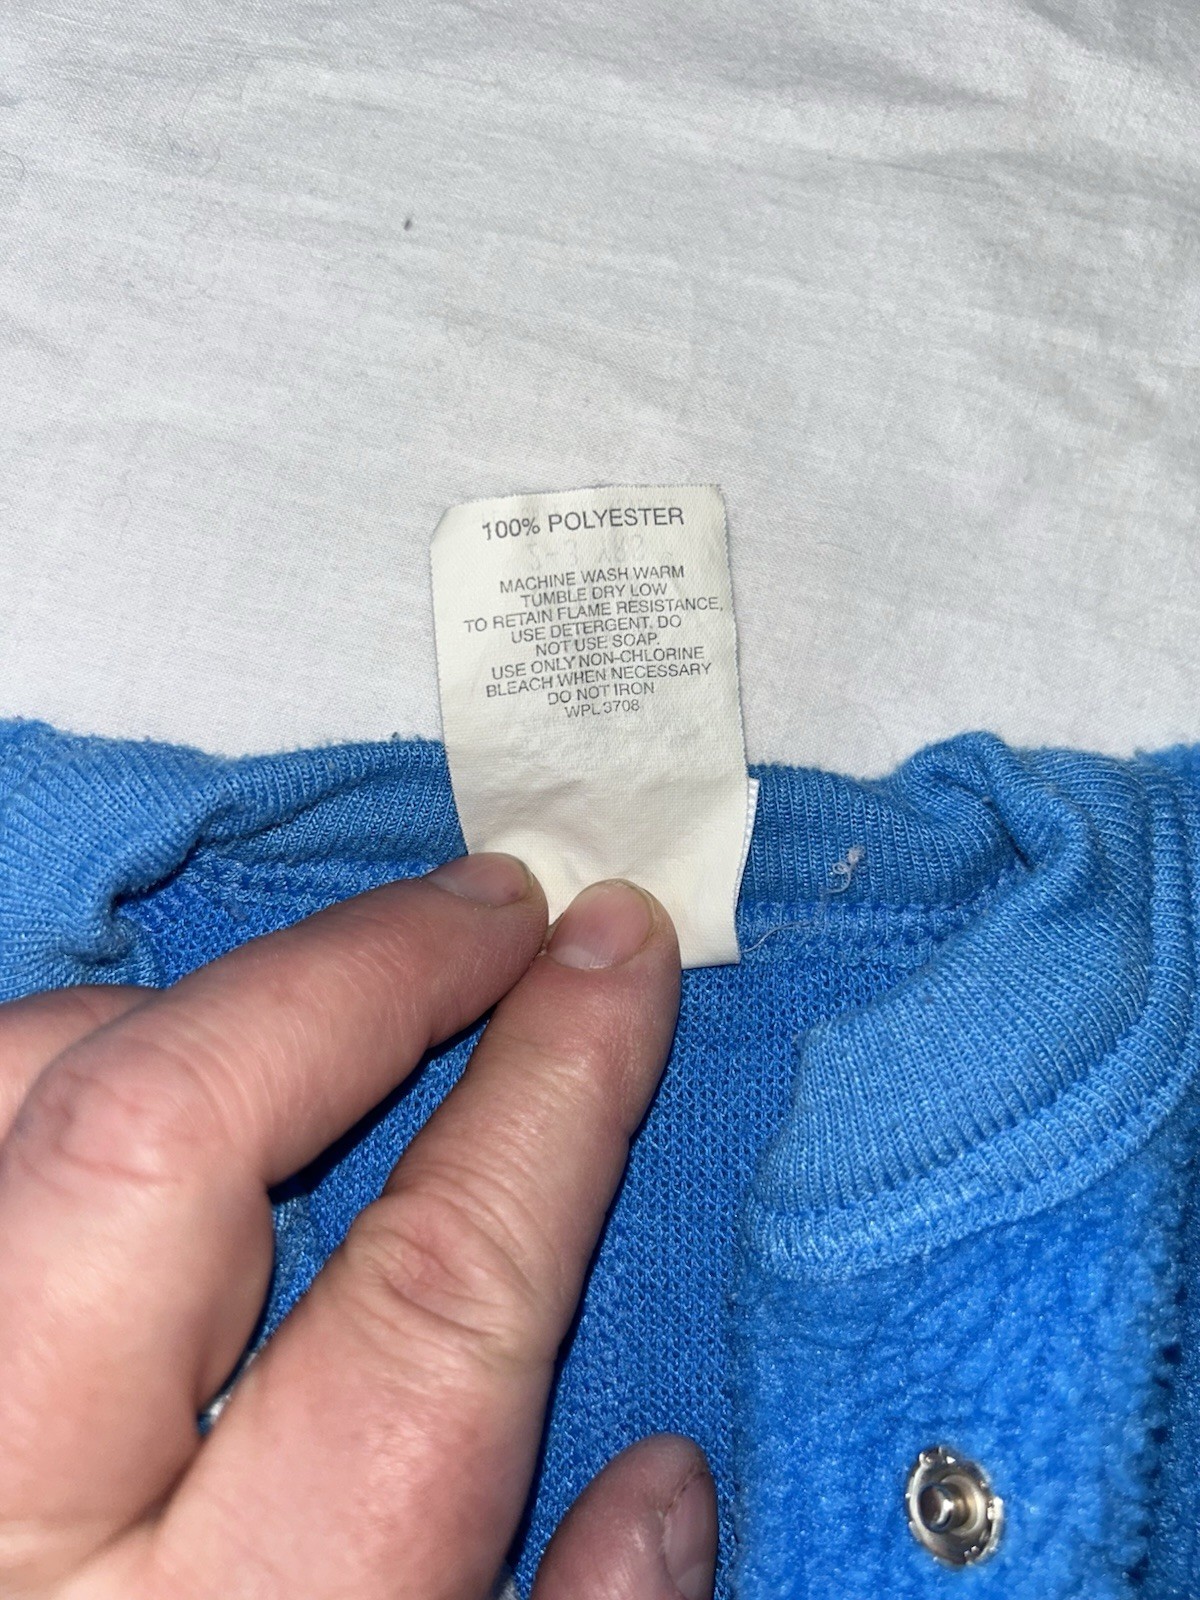 100% POLYESTER
MACHINE WASH WARM
TUMBLE DRY LOW
TO RETAIN FLAME RESISTANCE,
USE DETERGENT. DO
NOT USE SOAP.
USE ONLY NON-CHLORINE
BLEACH WHEN NECESSARY
DO NOT IRON
WPL 3708